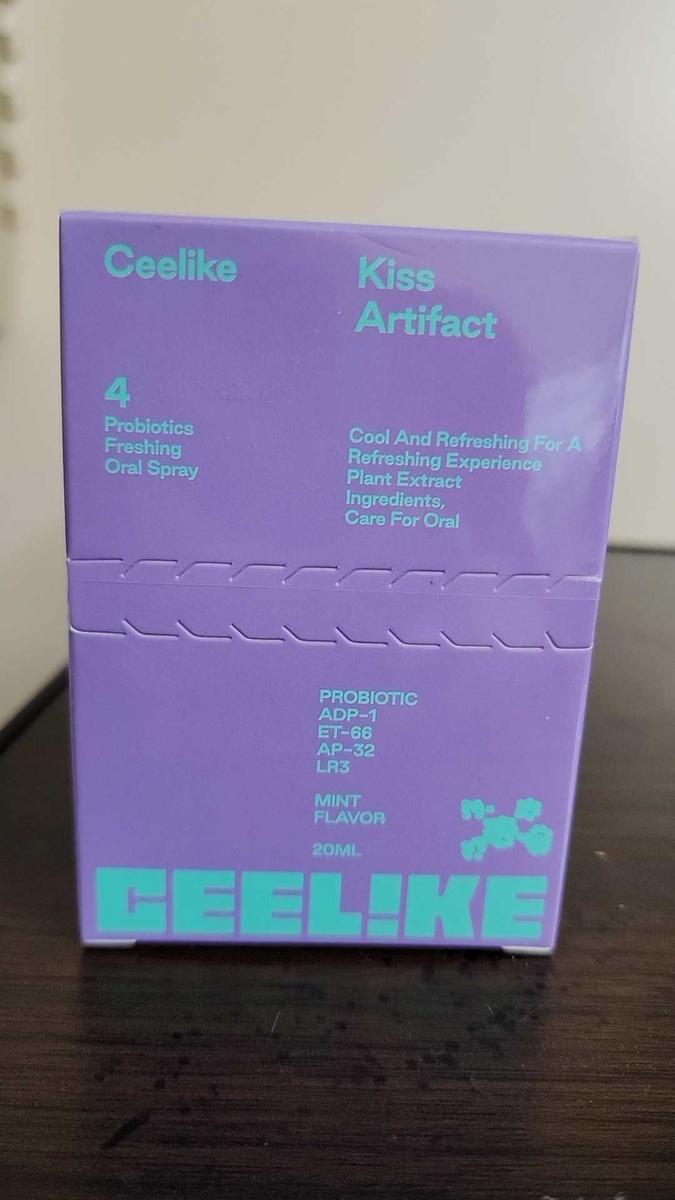 Ceelike
Kiss
Artifact
4
Probiotics
Freshing
Oral Spray
Cool And Refreshing For A
Refreshing Experience
Plant Extract
Ingredients,
Care For Oral
PROBIOTIC
ADP-1
ET-66
AP-32
LR3
MINT
FLAVOR
20ML
CEEL!KE